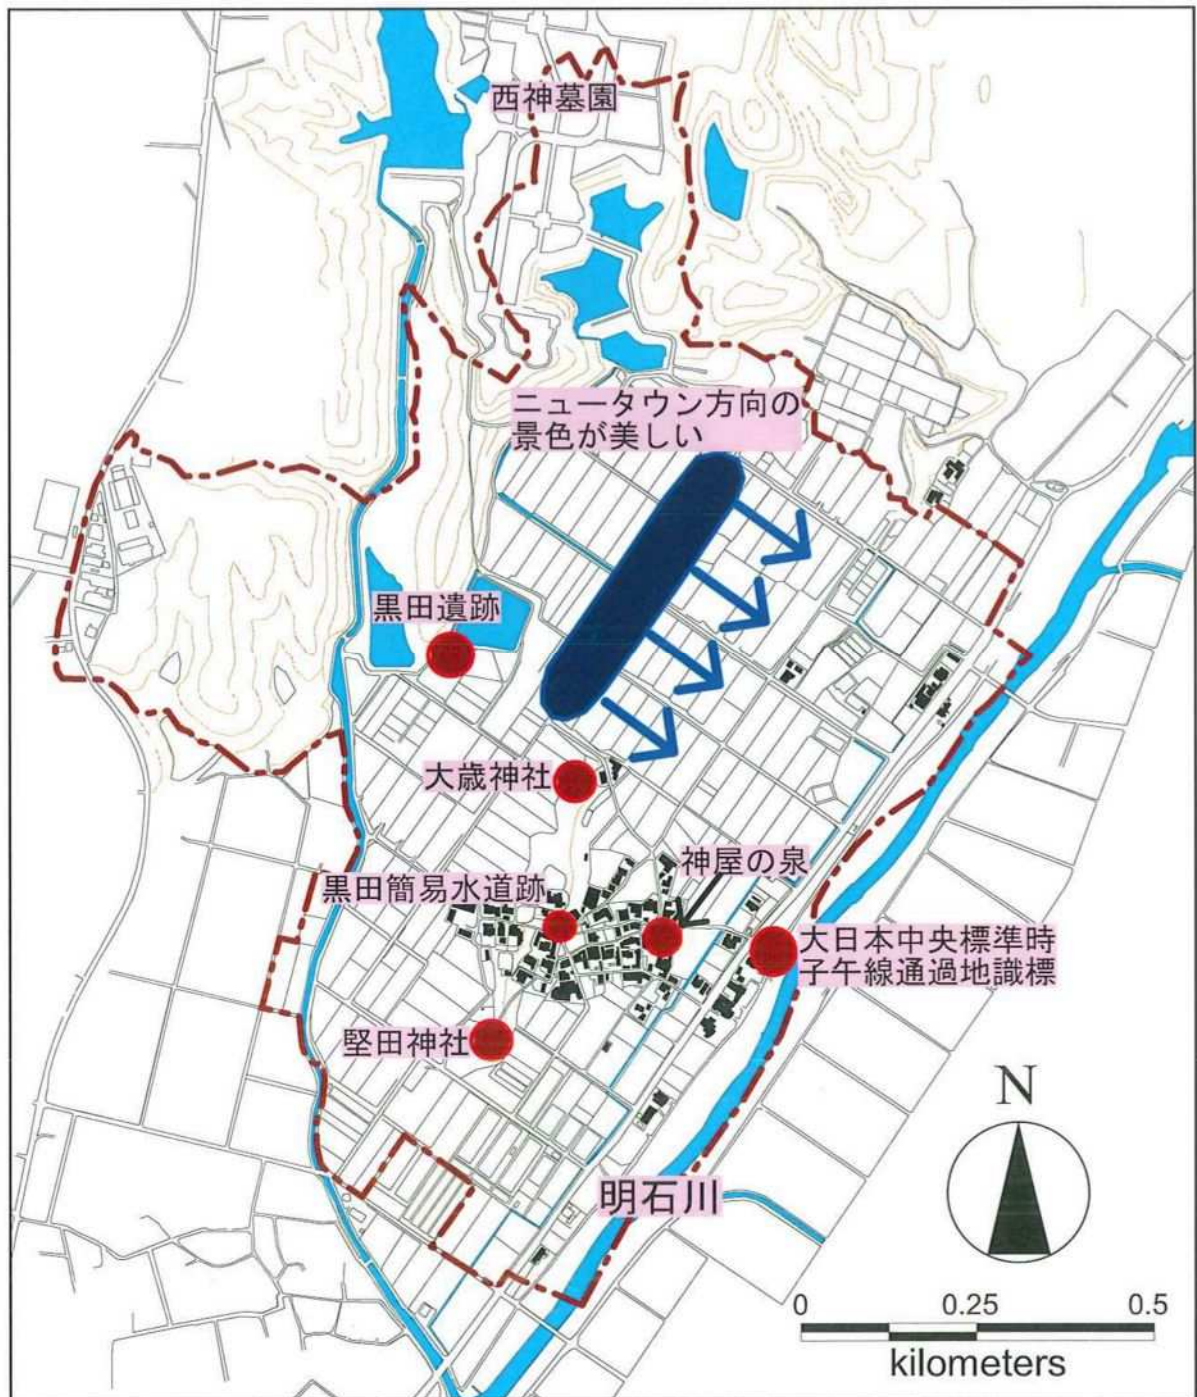 西神墓園
ニュータウン方向の
景色が美しい
黒田遺跡
大歳神社
神屋の泉
黒田簡易水道跡
大日本中央標準時
子午線通過地識標
堅田神社
明石川
N
0 0.25 0.5
kilometers